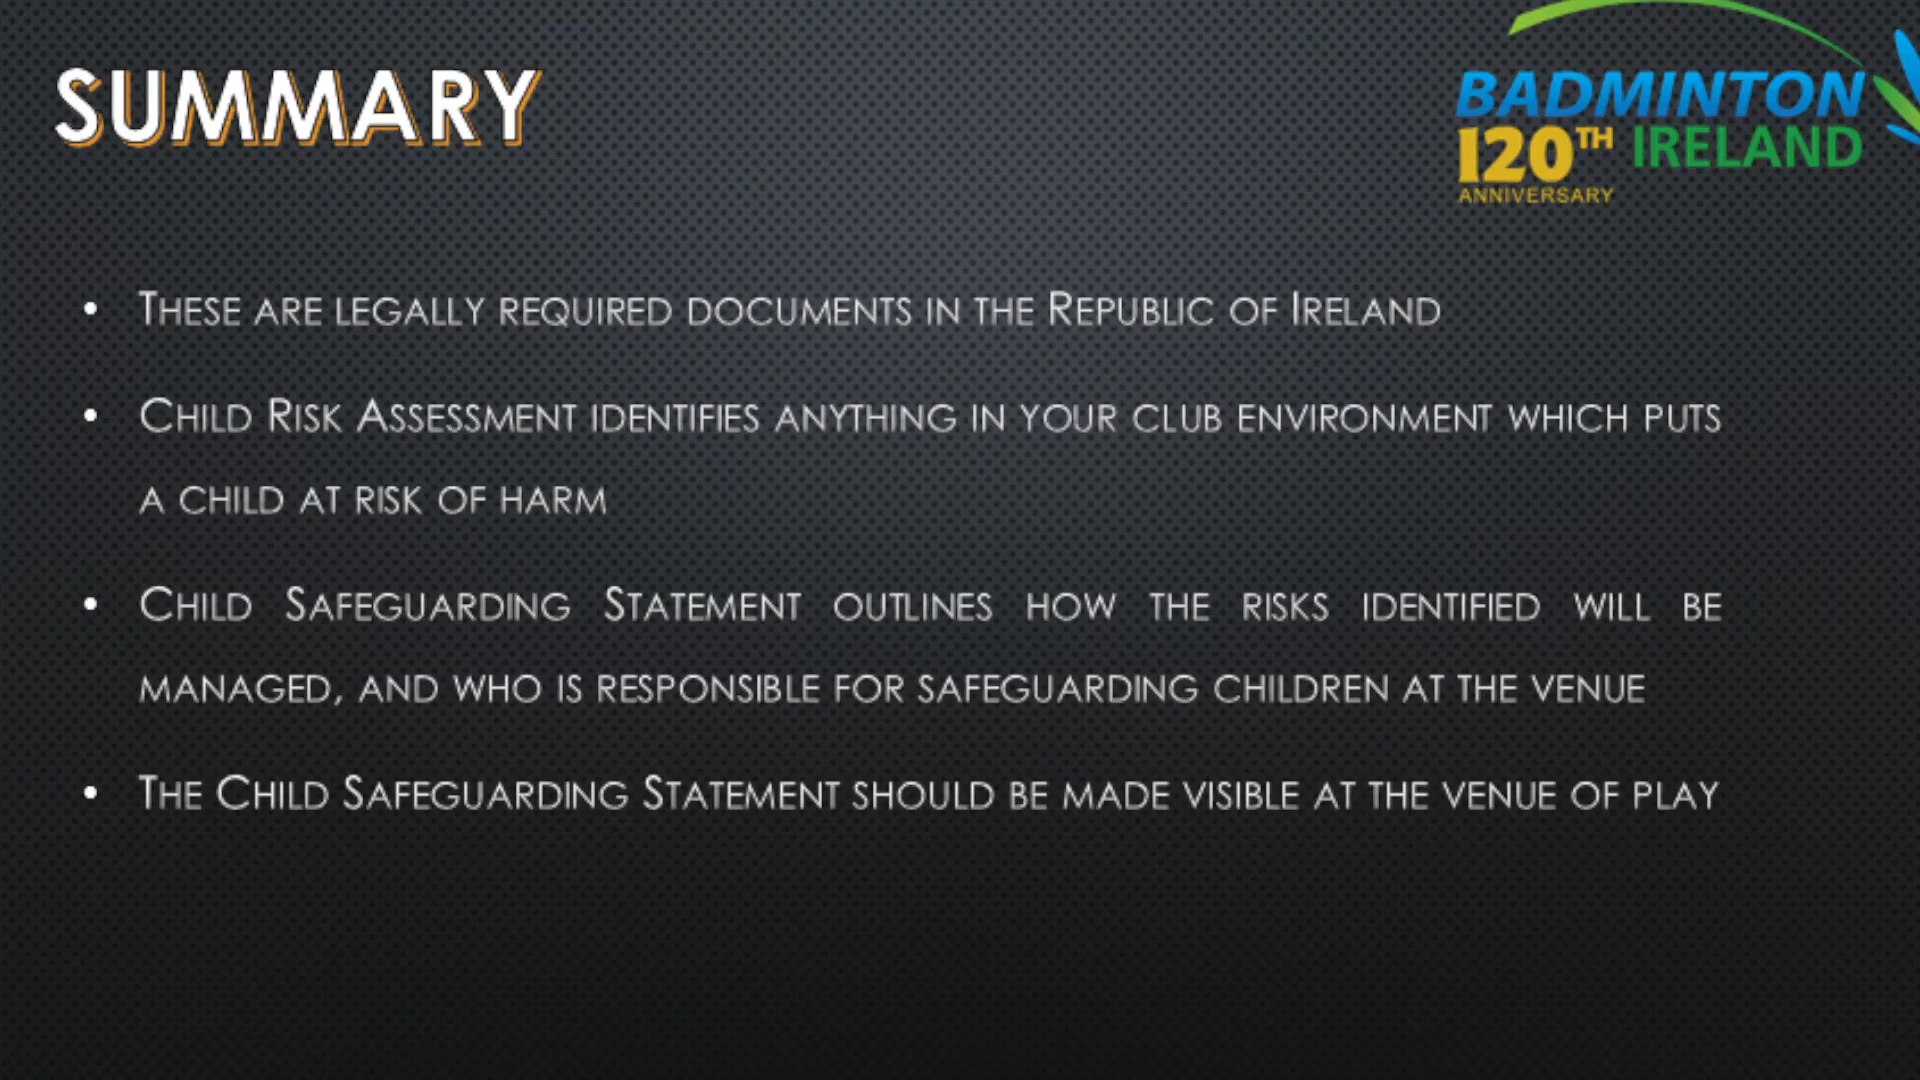 SUMMARY
BADMINTON
120TH IRELAND
ANNIVERSARY
• These are legally required documents in the Republic of Ireland
• Child Risk Assessment identifies anything in your club environment which puts
a child at risk of harm
• Child Safeguarding Statement outlines how the risks identified will be
managed, and who is responsible for safeguarding children at the venue
• The Child Safeguarding Statement should be made visible at the venue of play